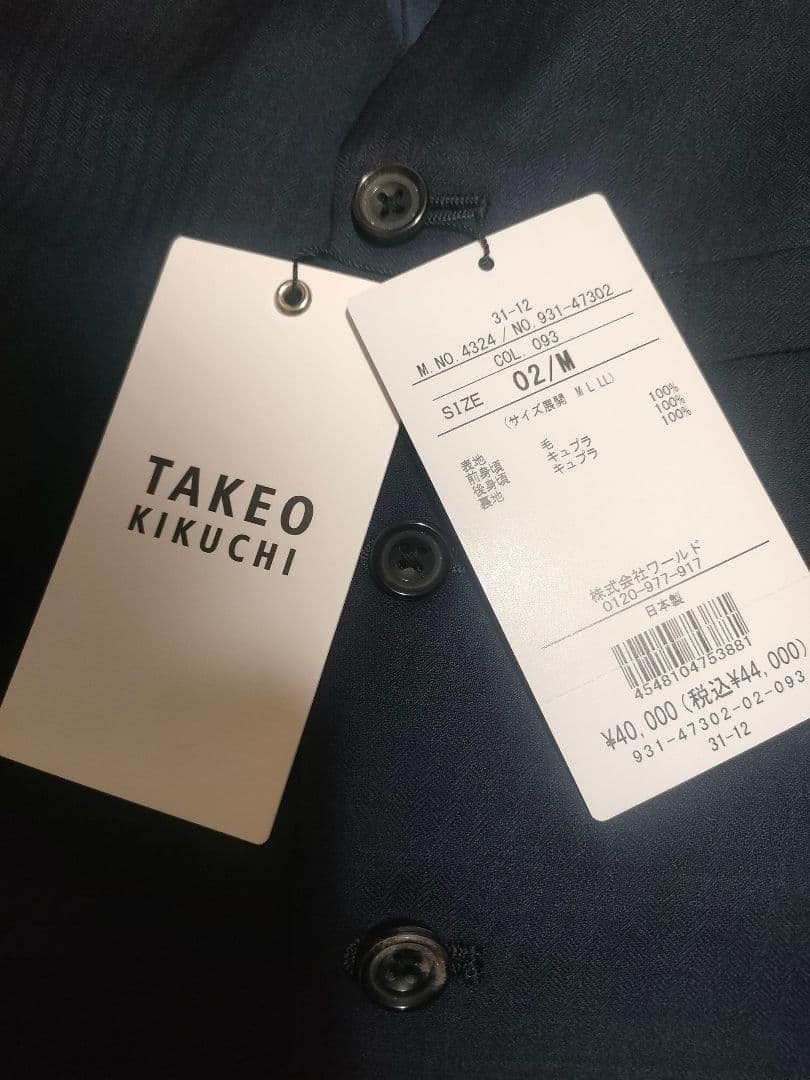 TAKEO
KIKUCHI
31-12
M. NO. 4324 / NO. 931-47302
COL. 093
SIZE 02/M
(サイズ展開 M L LL)
表地 毛 100%
前身頃 キュプラ 100%
後身頃 キュプラ 100%
裏地
株式会社ワールド
0120-977-917
日本製
4548104753881
¥40,000(税込¥44,000)
931-47302-02-093
31-12